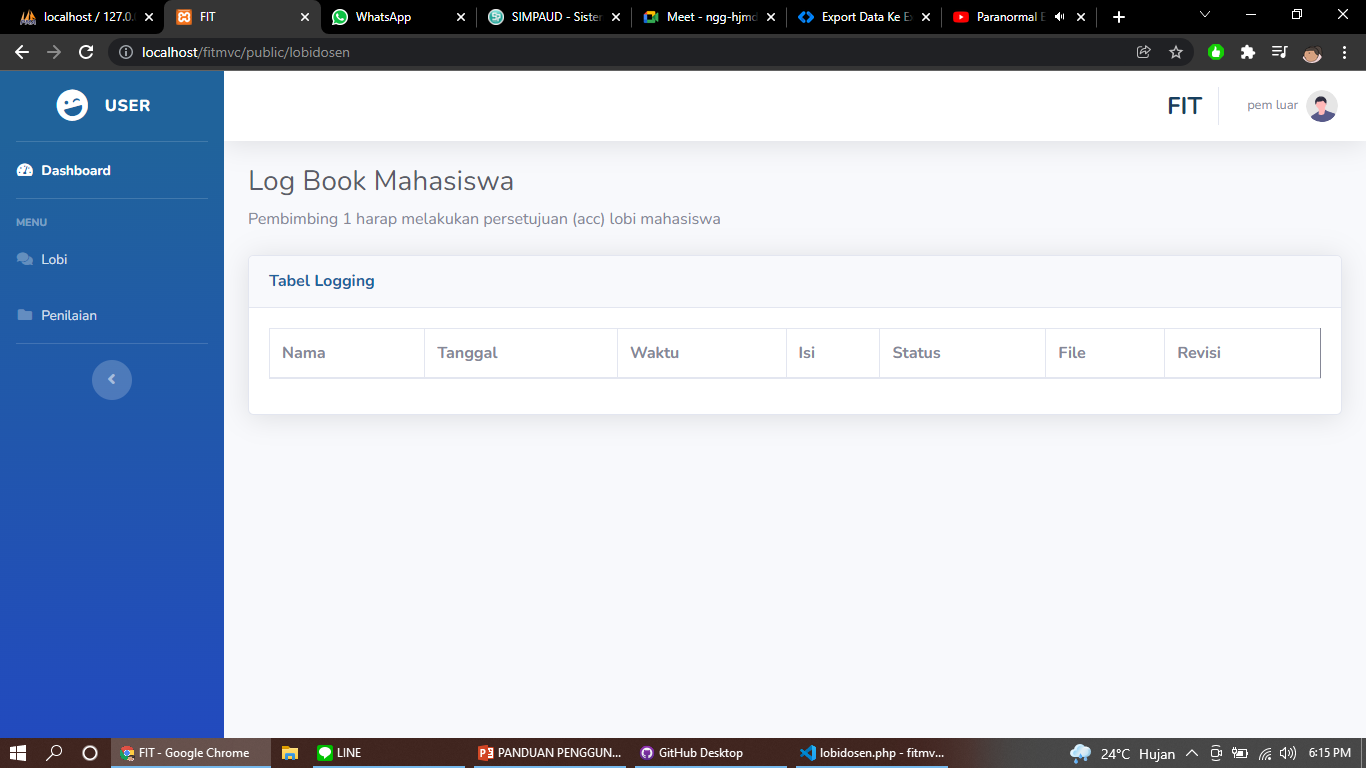 localhost / 127.0.
FIT
WhatsApp
SIMPAUD - Sister
Meet - ngg-hjmd
Export Data Ke Ex
Paranormal E
localhost/fitmvc/public/lobidosen
USER
FIT
pem luar
Dashboard
MENU
Lobi
Penilaian
Log Book Mahasiswa
Pembimbing 1 harap melakukan persetujuan (acc) lobi mahasiswa
Tabel Logging
Nama Tanggal Waktu Isi Status File Revisi
FIT - Google Chrome
LINE
PANDUAN PENGGUN...
GitHub Desktop
lobidosen.php - fitmv...
24°C Hujan
6:15 PM